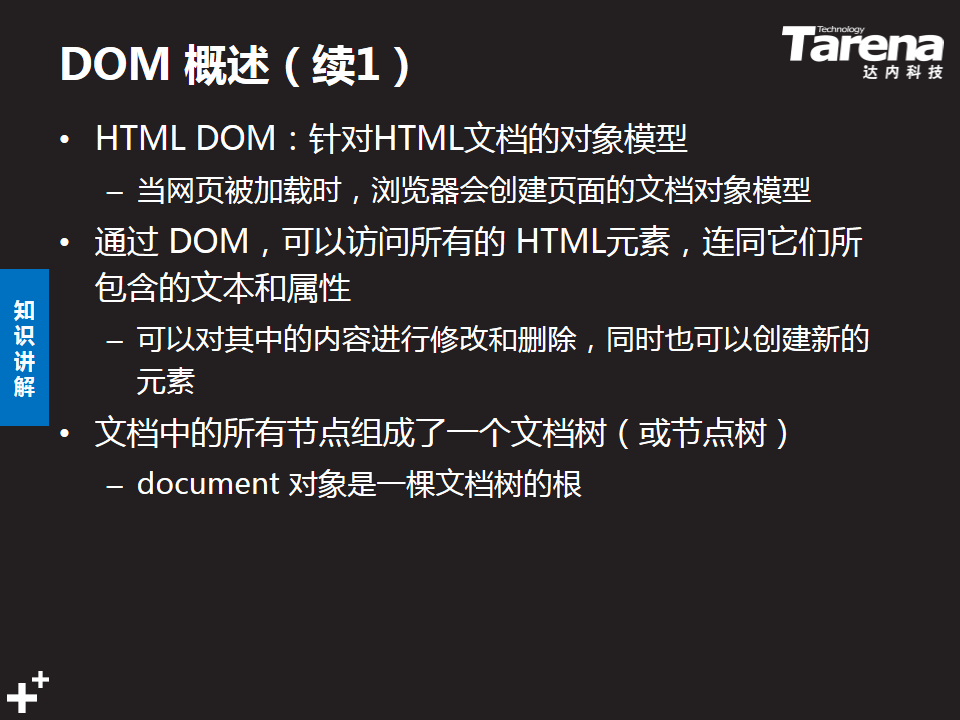 DOM 概述（续1）
Technology
Tarena
达内科技
• HTML DOM：针对HTML文档的对象模型
– 当网页被加载时，浏览器会创建页面的文档对象模型
• 通过 DOM，可以访问所有的 HTML元素，连同它们所
包含的文本和属性
– 可以对其中的内容进行修改和删除，同时也可以创建新的
元素
• 文档中的所有节点组成了一个文档树（或节点树）
– document 对象是一棵文档树的根
知
识
讲
解